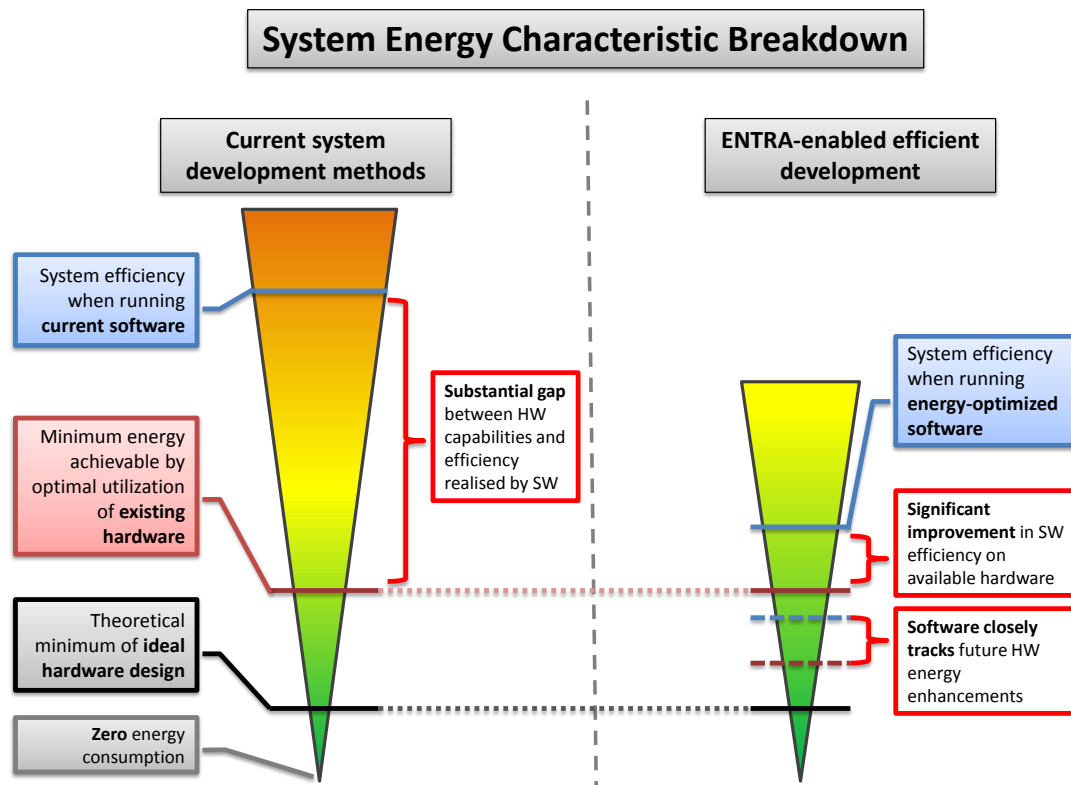 System Energy Characteristic Breakdown
Current system
development methods
ENTRA-enabled efficient
development
System efficiency
when running
current software
Substantial gap
between HW
capabilities and
efficiency
realised by SW
Minimum energy
achievable by
optimal utilization
of existing
hardware
Theoretical
minimum of ideal
hardware design
Zero energy
consumption
System efficiency
when running
energy-optimized
software
Significant
improvement in SW
efficiency on
available hardware
Software closely
tracks future HW
energy
enhancements